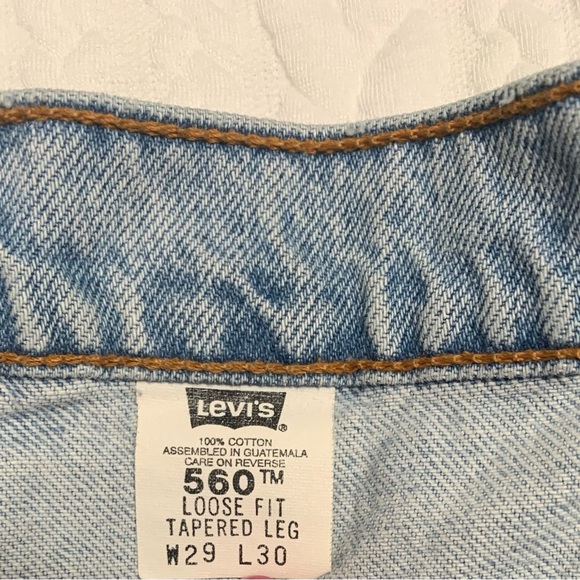 Levi's®
100% COTTON
ASSEMBLED IN GUATEMALA
CARE ON REVERSE
560™
LOOSE FIT
TAPERED LEG
W29 L30